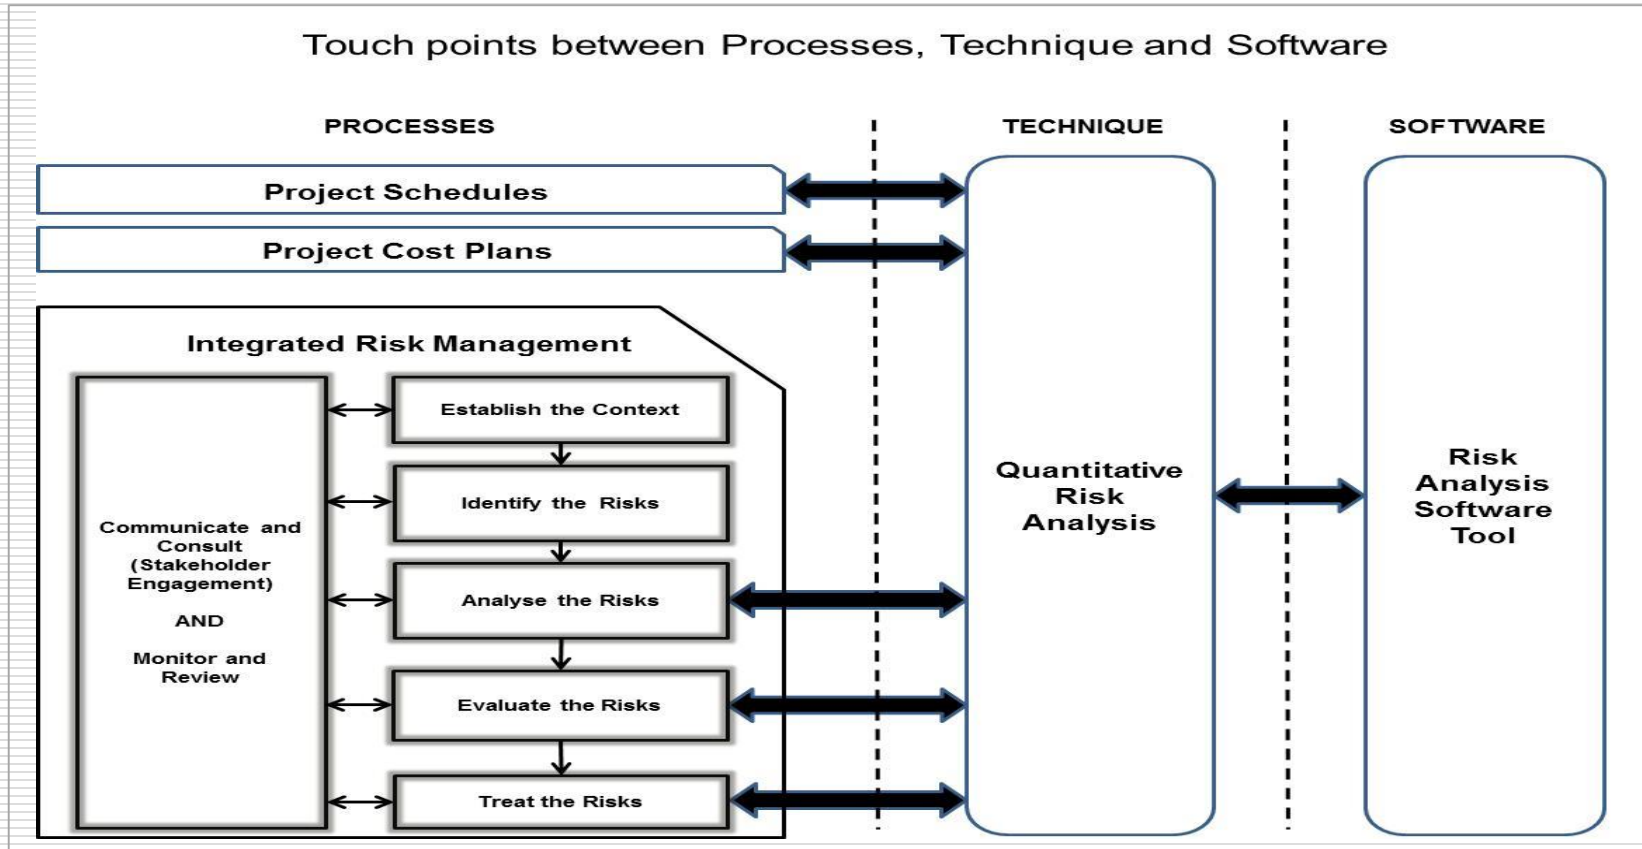 Touch points between Processes, Technique and Software
PROCESSES
TECHNIQUE
SOFTWARE
Project Schedules
Project Cost Plans
Integrated Risk Management
Communicate and
Consult
(Stakeholder
Engagement)
AND
Monitor and
Review
Establish the Context
Identify the Risks
Analyse the Risks
Evaluate the Risks
Treat the Risks
Quantitative
Risk
Analysis
Risk
Analysis
Software
Tool